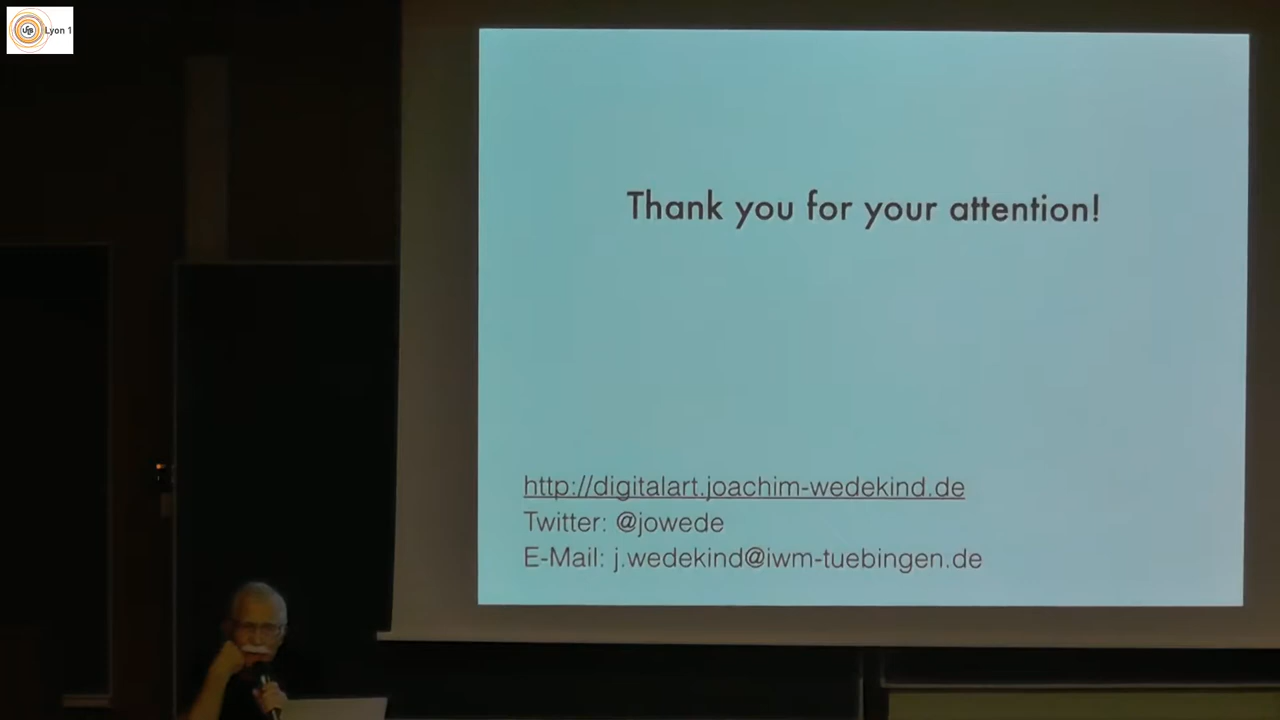 Lyon 1
Thank you for your attention!
http://digitalart.joachim-wedekind.de
Twitter: @jowede
E-Mail: j.wedekind@iwm-tuebingen.de